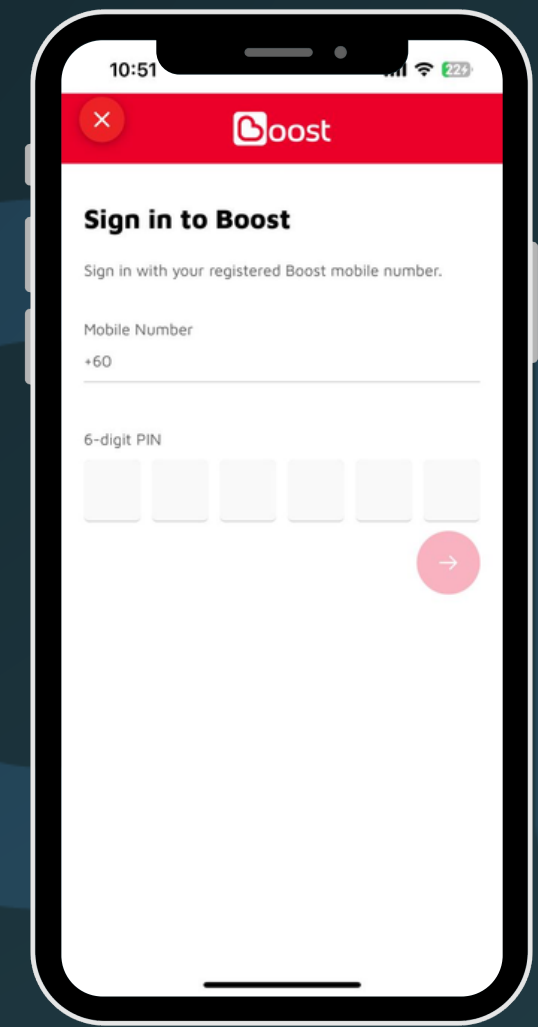 10:51
22
Boost
Sign in to Boost
Sign in with your registered Boost mobile number.
Mobile Number
+60
6-digit PIN